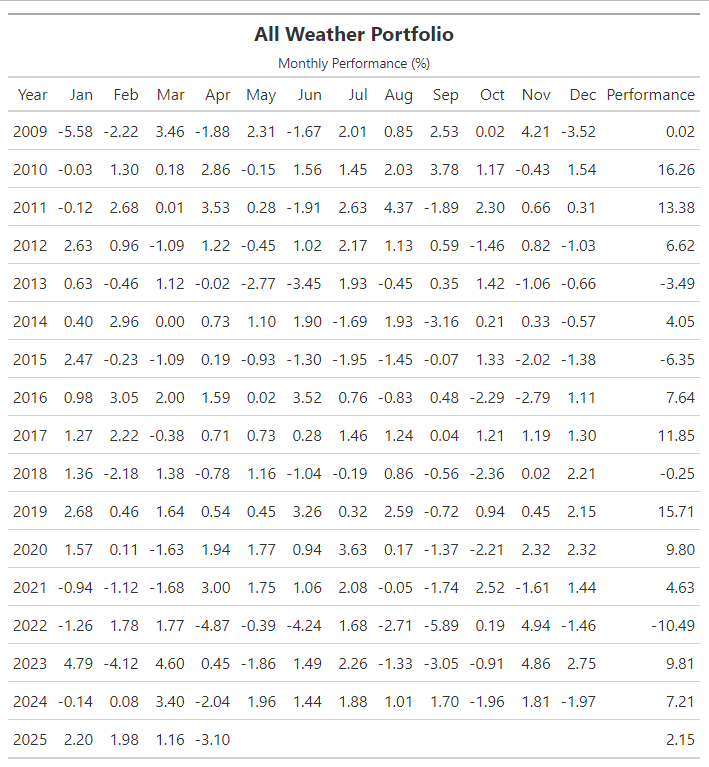 All Weather Portfolio
Monthly Performance (%)
Year Jan Feb Mar Apr May Jun Jul Aug Sep Oct Nov Dec Performance
2009 -5.58 -2.22 3.46 -1.88 2.31 -1.67 2.01 0.85 2.53 0.02 4.21 -3.52 0.02
2010 -0.03 1.30 0.18 2.86 -0.15 1.56 1.45 2.03 3.78 1.17 -0.43 1.54 16.26
2011 -0.12 2.68 0.01 3.53 0.28 -1.91 2.63 4.37 -1.89 2.30 0.66 0.31 13.38
2012 2.63 0.96 -1.09 1.22 -0.45 1.02 2.17 1.13 0.59 -1.46 0.82 -1.03 6.62
2013 0.63 -0.46 1.12 -0.02 -2.77 -3.45 1.93 -0.45 0.35 1.42 -1.06 -0.66 -3.49
2014 0.40 2.96 0.00 0.73 1.10 1.90 -1.69 1.93 -3.16 0.21 0.33 -0.57 4.05
2015 2.47 -0.23 -1.09 0.19 -0.93 -1.30 -1.95 -1.45 -0.07 1.33 -2.02 -1.38 -6.35
2016 0.98 3.05 2.00 1.59 0.02 3.52 0.76 -0.83 0.48 -2.29 -2.79 1.11 7.64
2017 1.27 2.22 -0.38 0.71 0.73 0.28 1.46 1.24 0.04 1.21 1.19 1.30 11.85
2018 1.36 -2.18 1.38 -0.78 1.16 -1.04 -0.19 0.86 -0.56 -2.36 0.02 2.21 -0.25
2019 2.68 0.46 1.64 0.54 0.45 3.26 0.32 2.59 -0.72 0.94 0.45 2.15 15.71
2020 1.57 0.11 -1.63 1.94 1.77 0.94 3.63 0.17 -1.37 -2.21 2.32 2.32 9.80
2021 -0.94 -1.12 -1.68 3.00 1.75 1.06 2.08 -0.05 -1.74 2.52 -1.61 1.44 4.63
2022 -1.26 1.78 1.77 -4.87 -0.39 -4.24 1.68 -2.71 -5.89 0.19 4.94 -1.46 -10.49
2023 4.79 -4.12 4.60 0.45 -1.86 1.49 2.26 -1.33 -3.05 -0.91 4.86 2.75 9.81
2024 -0.14 0.08 3.40 -2.04 1.96 1.44 1.88 1.01 1.70 -1.96 1.81 -1.97 7.21
2025 2.20 1.98 1.16 -3.10 2.15